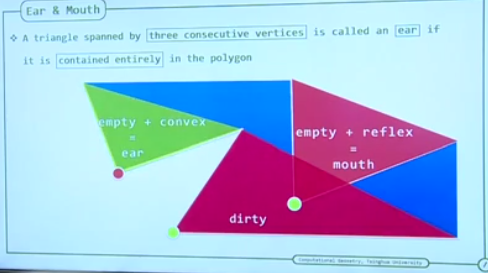 Ear & Mouth
❖ A triangle spanned by three consecutive vertices is called an ear if
it is contained entirely in the polygon
empty + convex
=
ear
empty + reflex
=
mouth
dirty
Computational Geometry, Tsinghua University